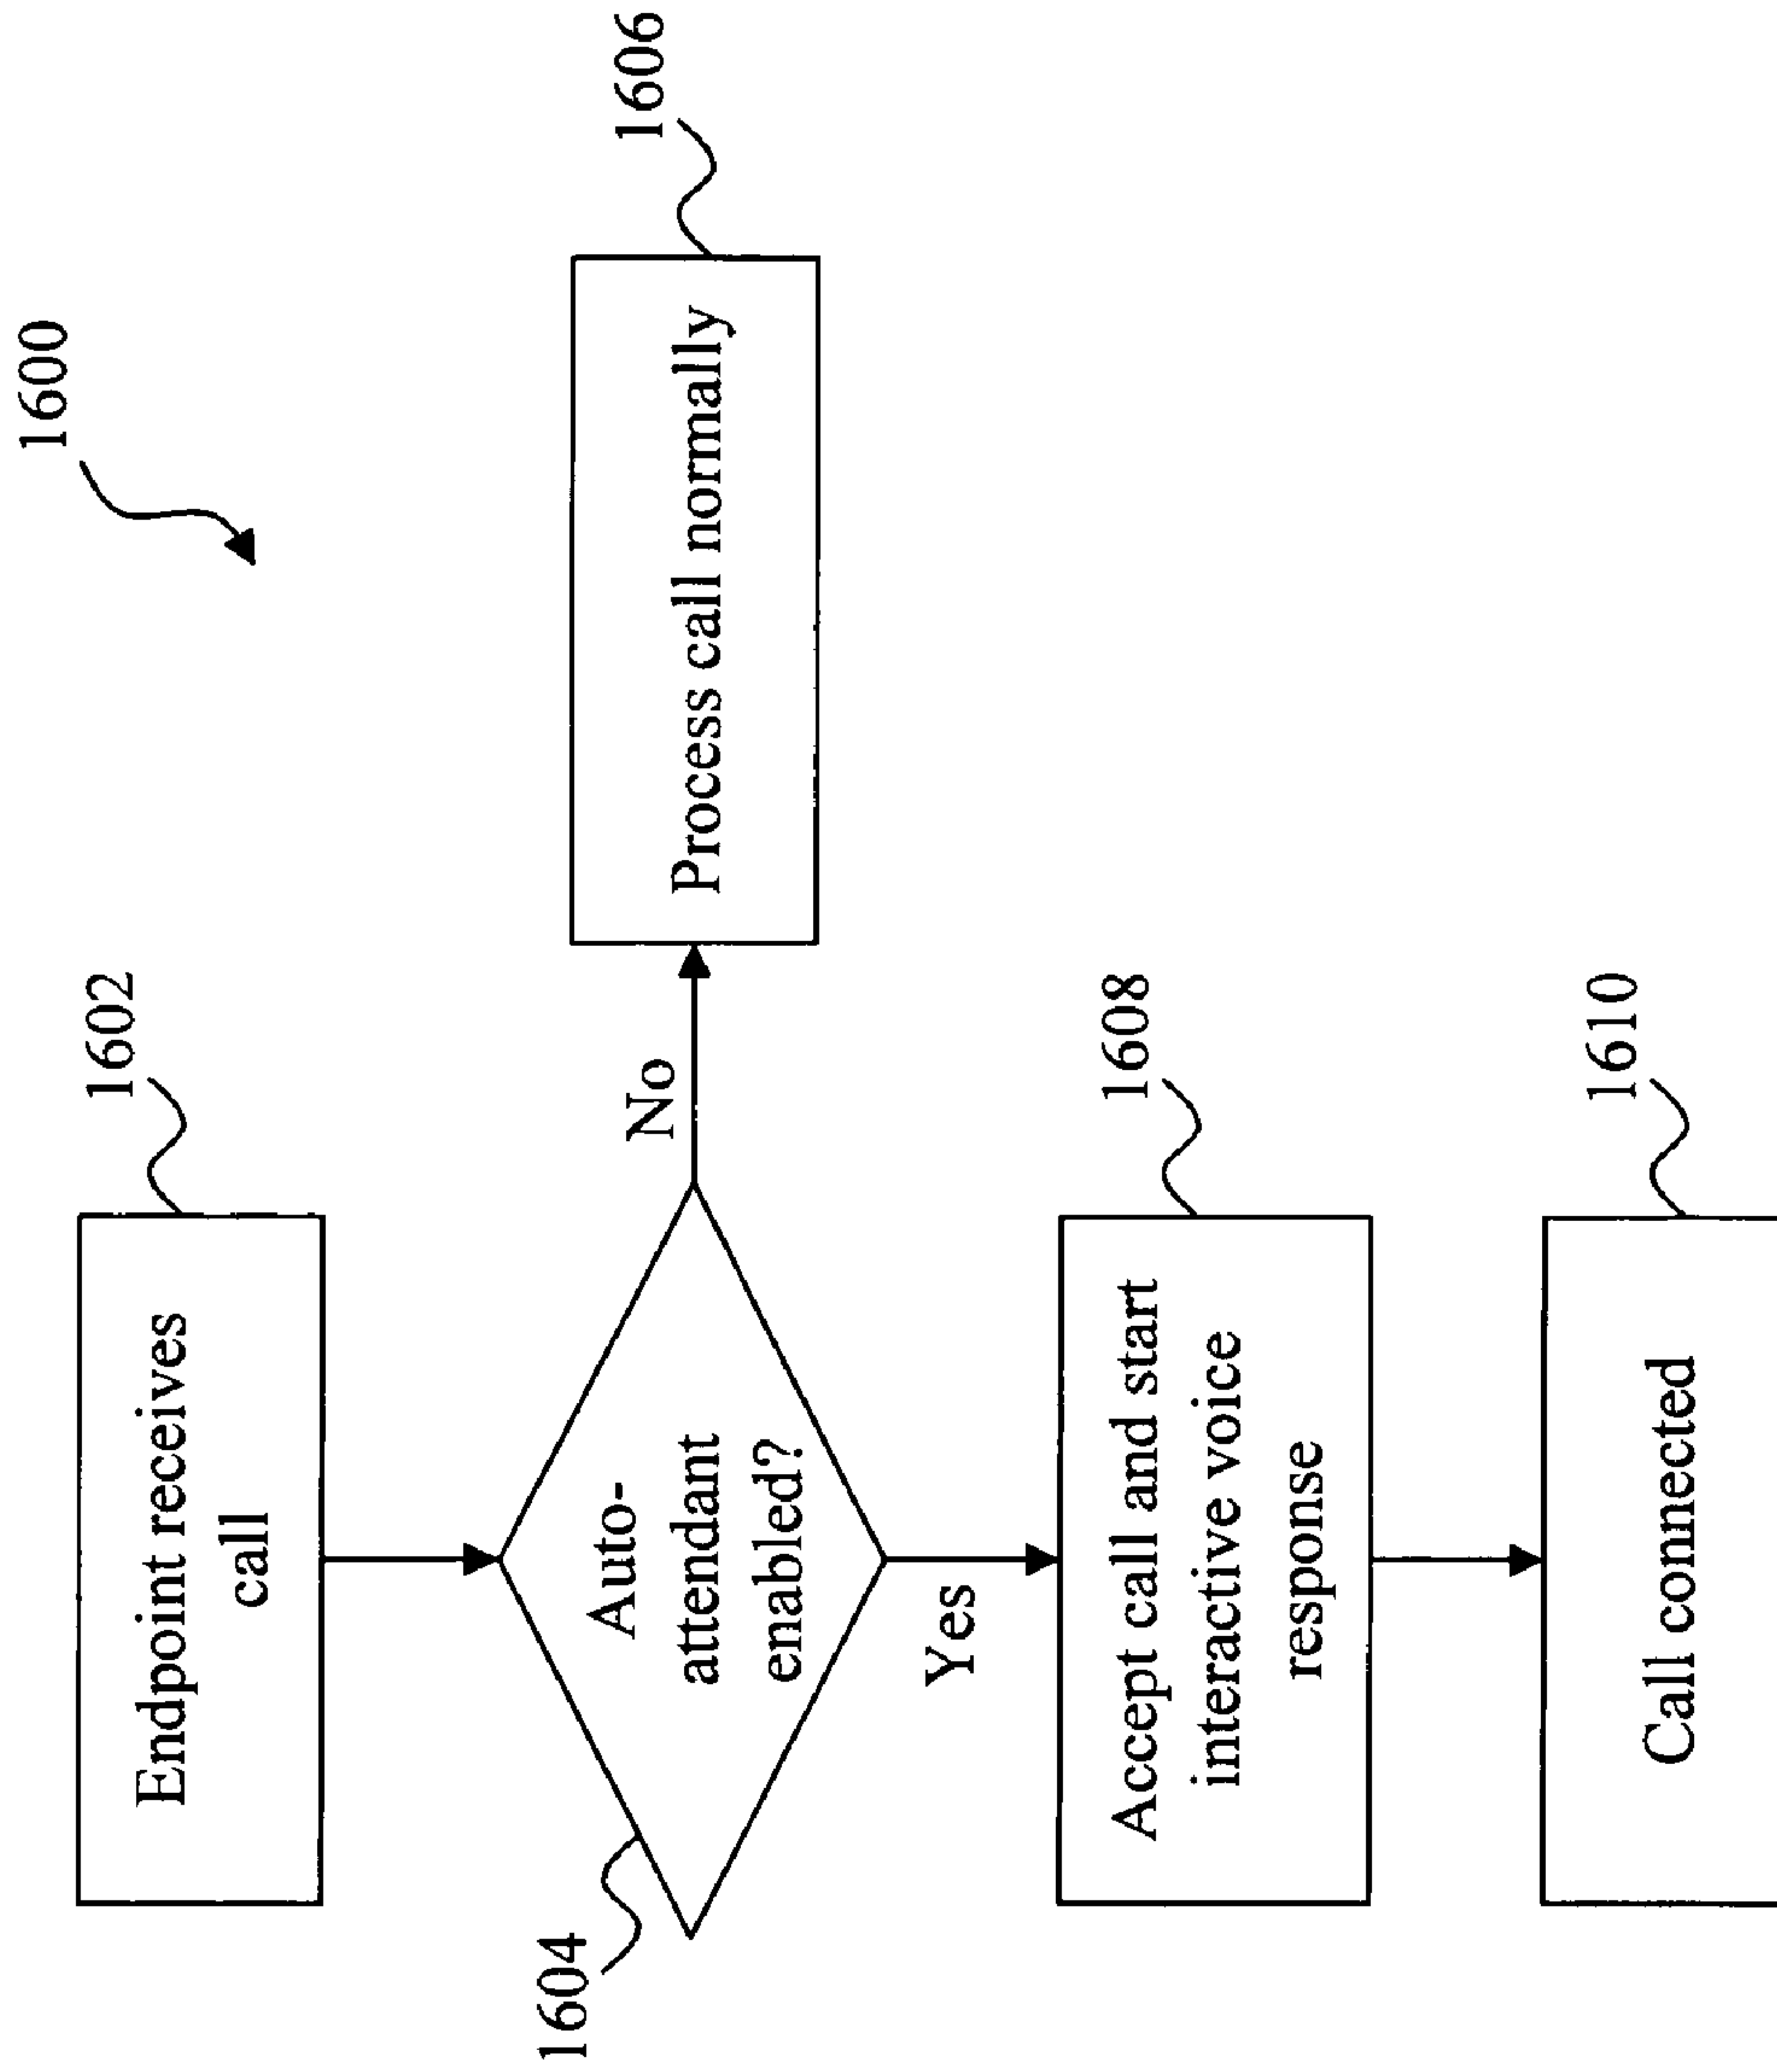 1600
1602
Endpoint receives
call
1604
Auto-
attendant
enabled?
No
1606
Process call normally
Yes
1608
Accept call and start
interactive voice
response
1610
Call connected